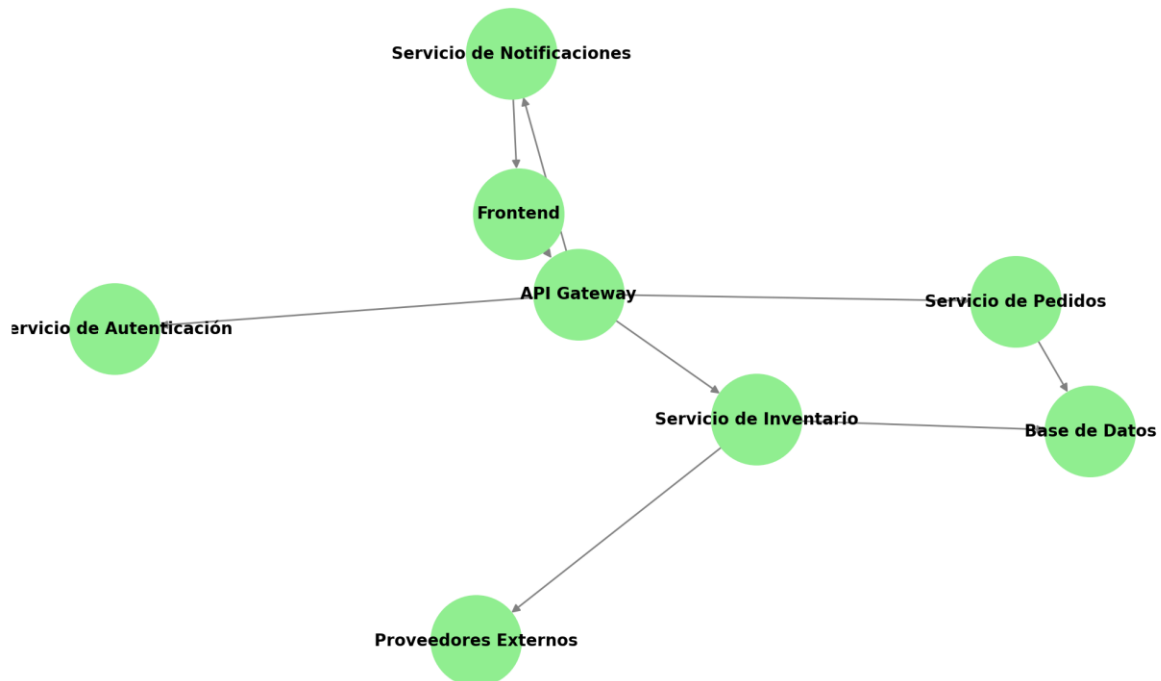 Servicio de Notificaciones
Frontend
API Gateway
Servicio de Pedidos
ervicio de Autenticación
Servicio de Inventario
Base de Datos
Proveedores Externos